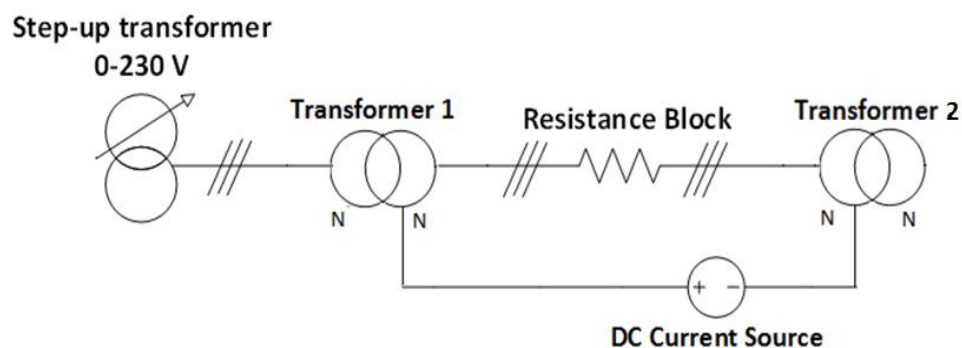 Step-up transformer
0-230 V
Transformer 1
Resistance Block
Transformer 2
N
N
N
N
+
−
DC Current Source